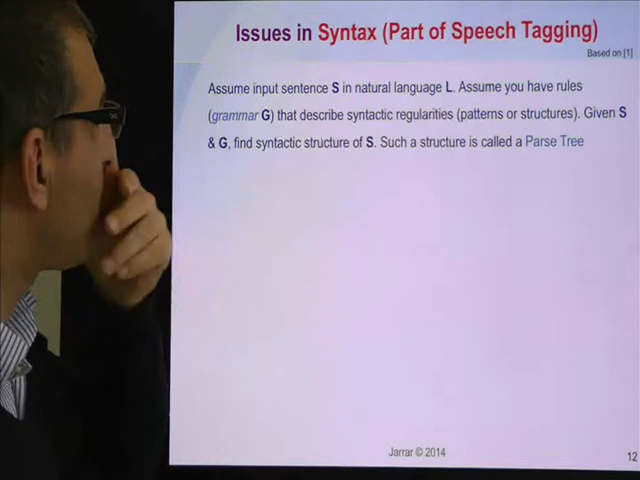 Issues in Syntax (Part of Speech Tagging)
Based on [1]
Assume input sentence S in natural language L. Assume you have rules
(grammar G) that describe syntactic regularities (patterns or structures). Given S
& G, find syntactic structure of S. Such a structure is called a Parse Tree
Jarrar © 2014
12